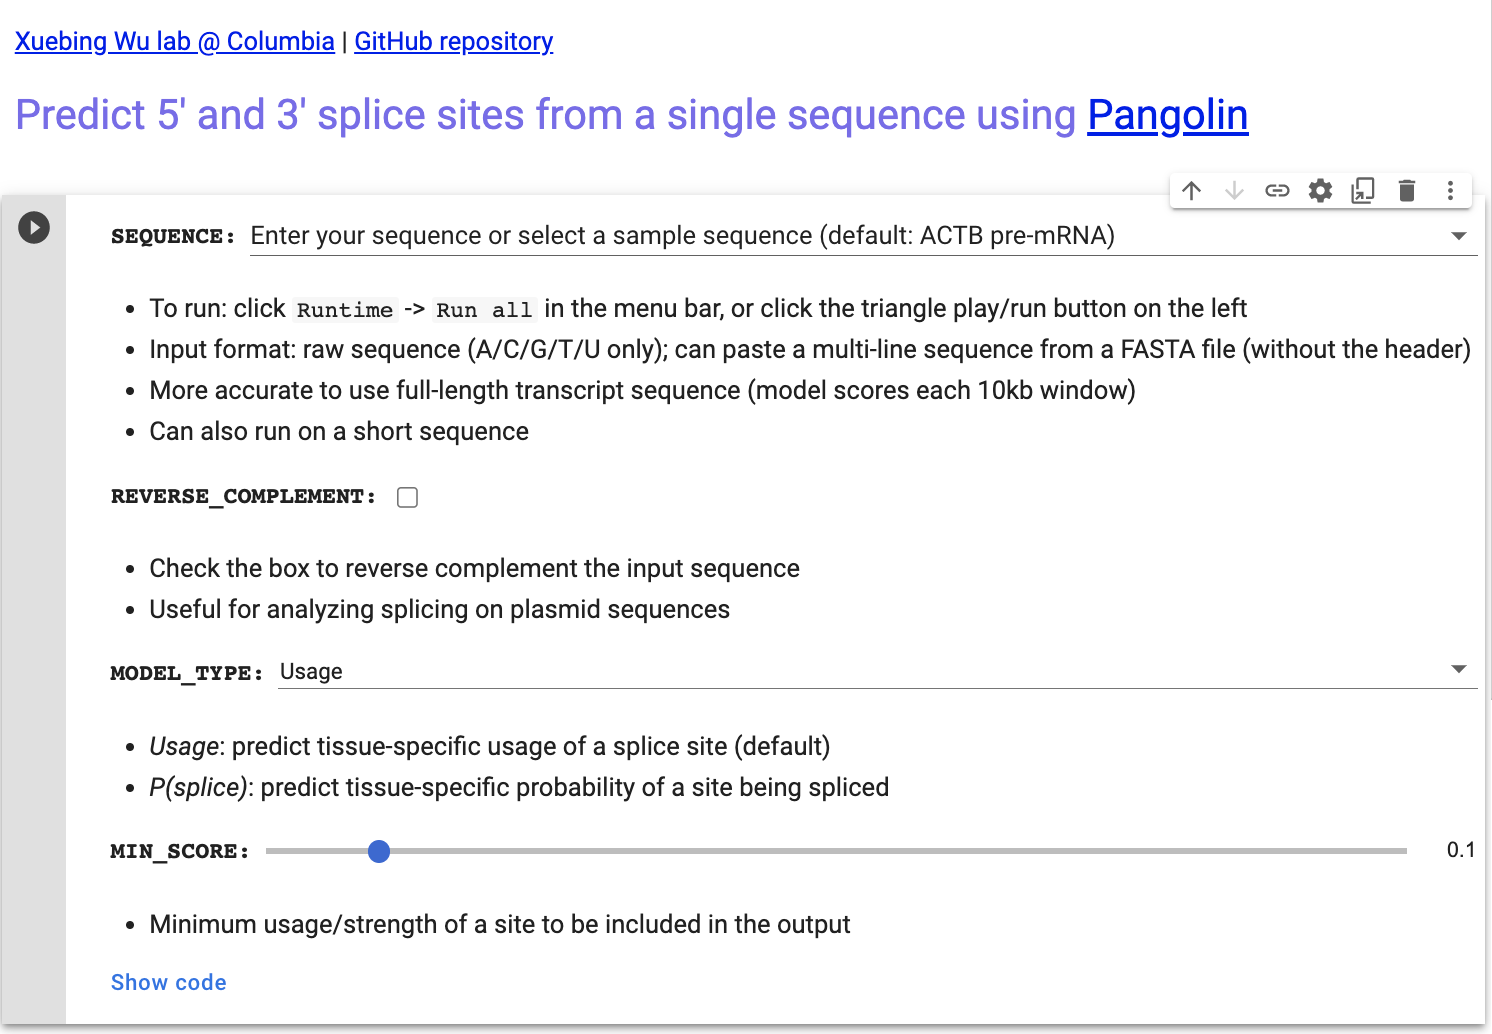 Xuebing Wu lab @ Columbia | GitHub repository
Predict 5' and 3' splice sites from a single sequence using Pangolin
SEQUENCE: Enter your sequence or select a sample sequence (default: ACTB pre-mRNA)
• To run: click Runtime -> Run all in the menu bar, or click the triangle play/run button on the left
• Input format: raw sequence (A/C/G/T/U only); can paste a multi-line sequence from a FASTA file (without the header)
• More accurate to use full-length transcript sequence (model scores each 10kb window)
• Can also run on a short sequence
REVERSE_COMPLEMENT:
• Check the box to reverse complement the input sequence
• Useful for analyzing splicing on plasmid sequences
MODEL_TYPE: Usage
• Usage: predict tissue-specific usage of a splice site (default)
• P(splice): predict tissue-specific probability of a site being spliced
MIN_SCORE: 0.1
• Minimum usage/strength of a site to be included in the output
Show code